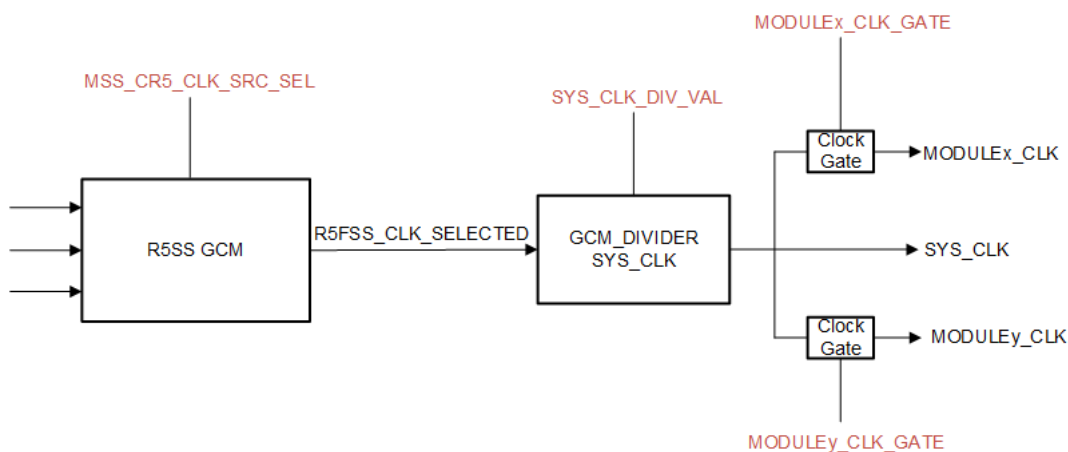 MODULEx_CLK_GATE
MSS_CR5_CLK_SRC_SEL
SYS_CLK_DIV_VAL
Clock
Gate
MODULEx_CLK
R5SS GCM
R5FSS_CLK_SELECTED
GCM_DIVIDER
SYS_CLK
SYS_CLK
Clock
Gate
MODULEy_CLK
MODULEy_CLK_GATE